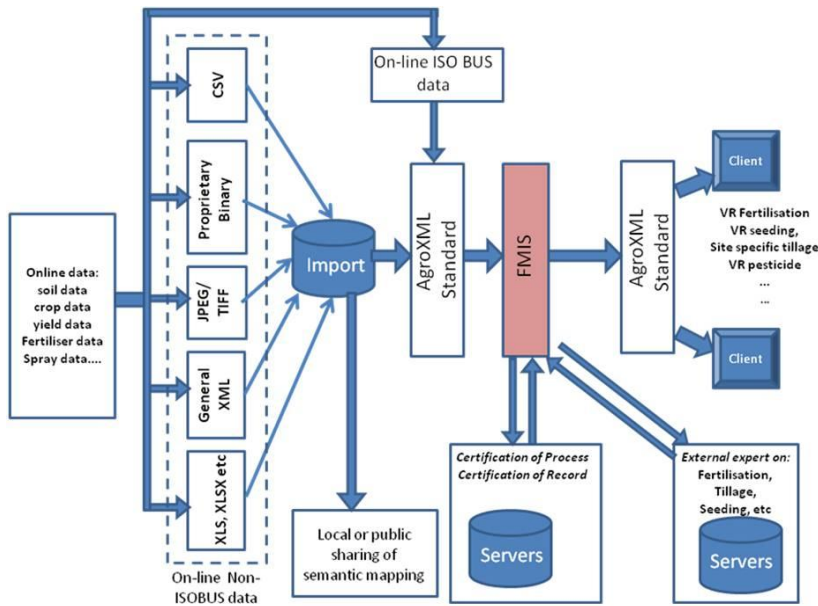 On-line ISO BUS
data
CSV
Proprietary
Binary
JPEG/
TIFF
General
XML
XLS, XLSX etc
On-line Non-
ISOBUS data
Online data:
soil data
crop data
yield data
Fertiliser data
Spray data....
Import
Local or public
sharing of
semantic mapping
AgroXML
Standard
FMIS
AgroXML
Standard
Client
VR Fertilisation
VR seeding,
Site specific tillage
VR pesticide
...
...
Client
Certification of Process
Certification of Record
Servers
External expert on:
Fertilisation,
Tillage,
Seeding, etc
Servers